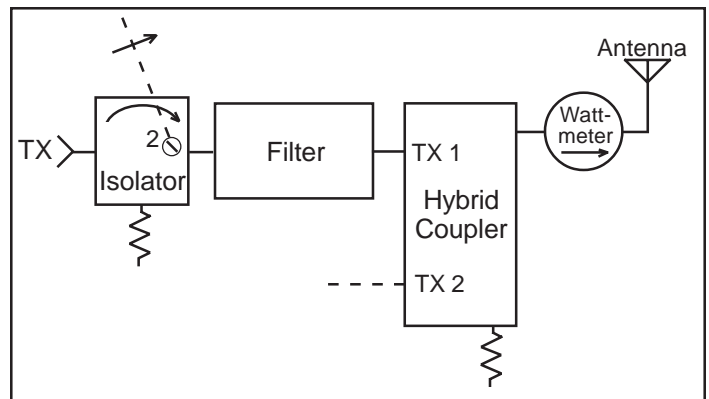 Antenna
Watt-
meter
TX
2
Isolator
Filter
TX 1
Hybrid
Coupler
TX 2